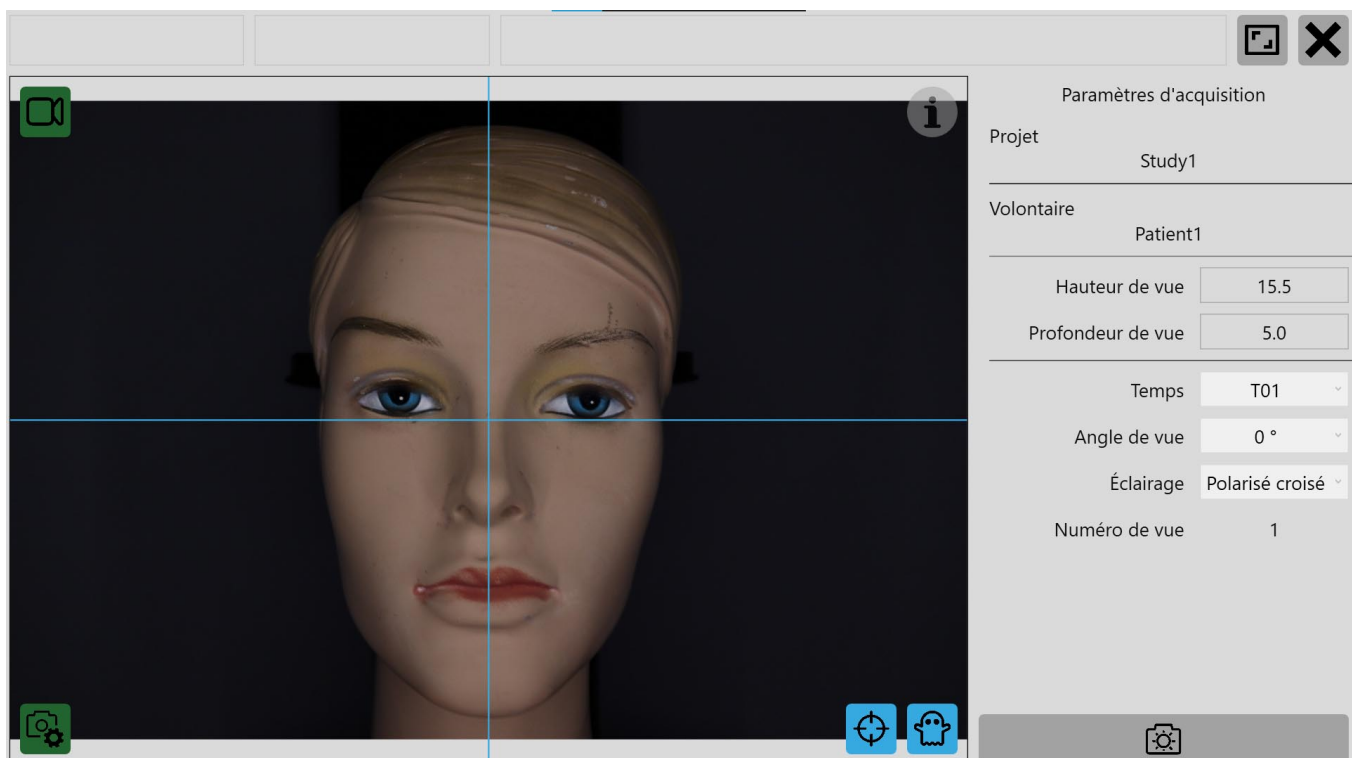 Paramètres d'acquisition
Projet
Study1
Volontaire
Patient1
Hauteur de vue 15.5
Profondeur de vue 5.0
Temps T01
Angle de vue 0 °
Éclairage Polarisé croisé
Numéro de vue 1